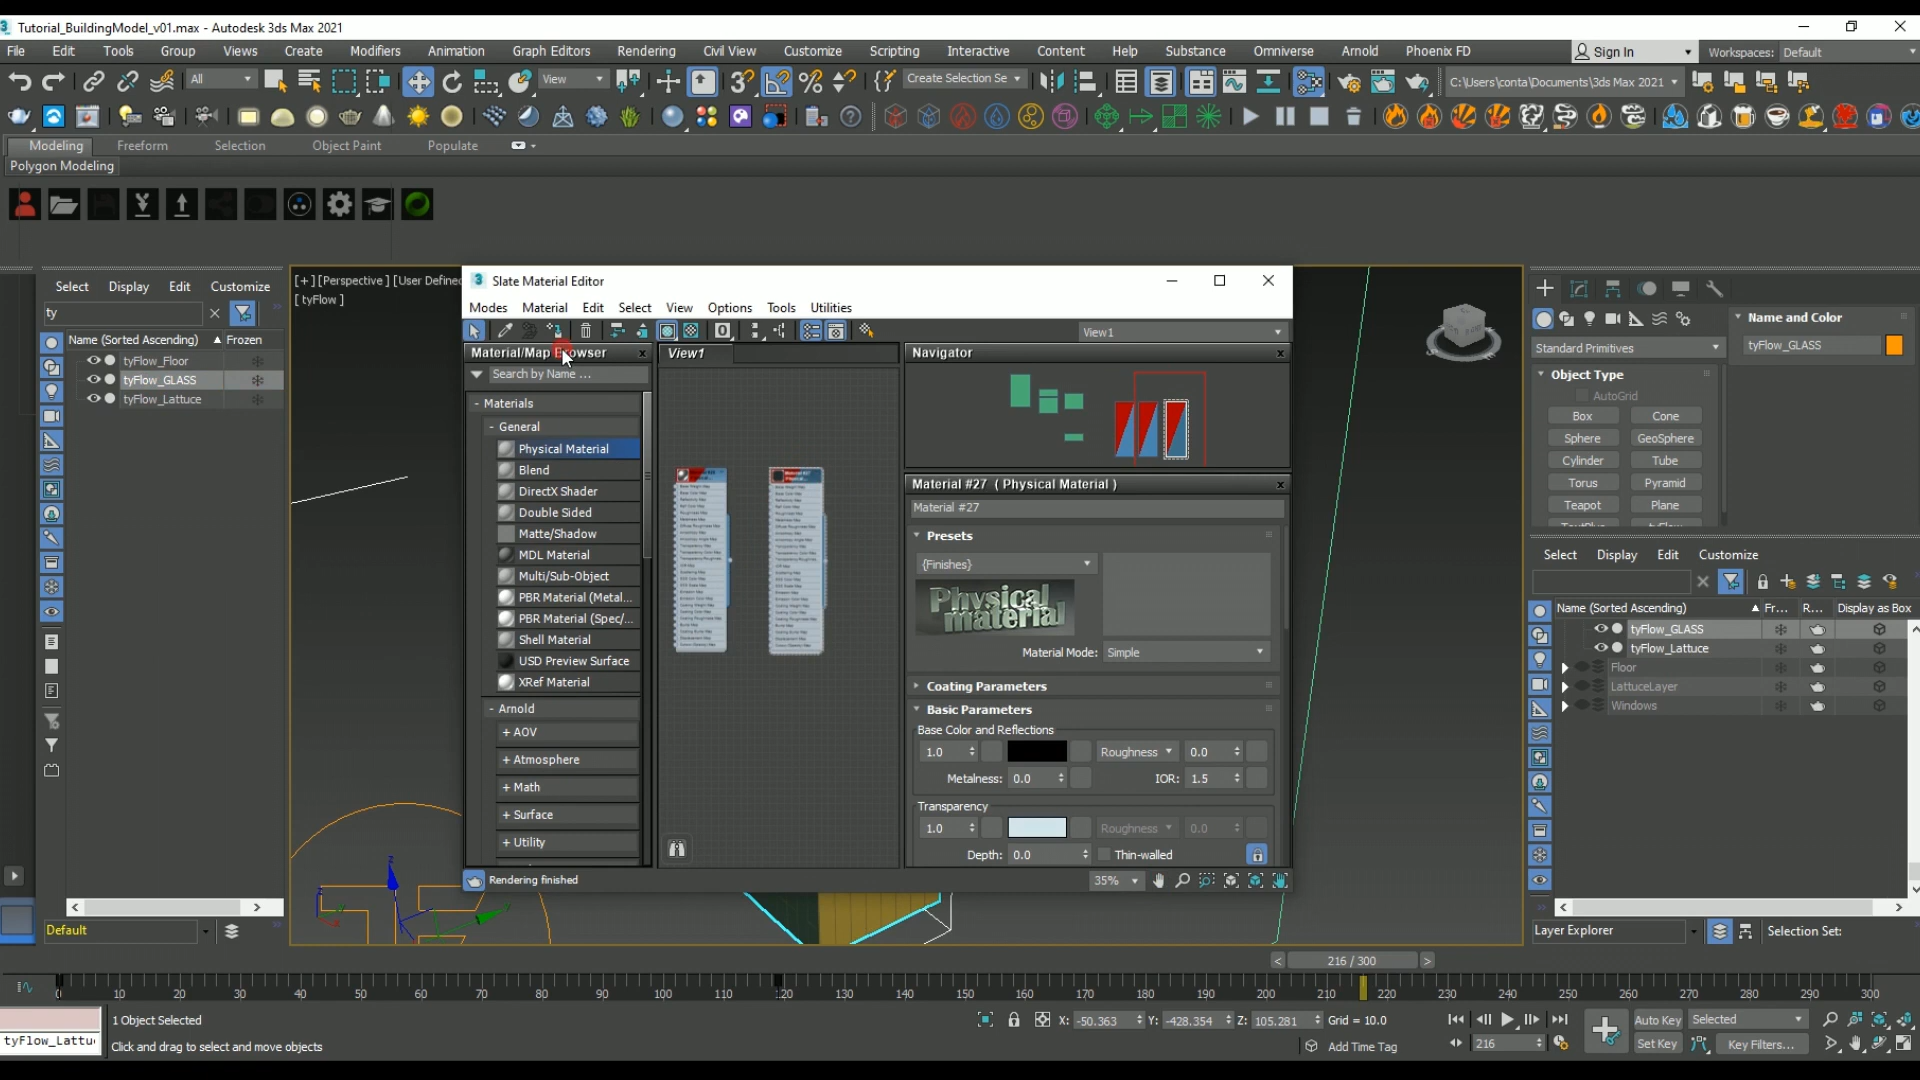 Tutorial_BuildingModel_v01.max - Autodesk 3ds Max 2021
File Edit Tools Group Views Create Modifiers Animation Graph Editors Rendering Civil View Customize Scripting Interactive Content Help Substance Omniverse Arnold Phoenix FD Sign In Workspaces: Default
All View Create Selection Se C:\Users\conta\Documents\3ds Max 2021
Modeling Freeform Selection Object Paint Populate
Polygon Modeling
Select Display Edit Customize
ty
Name (Sorted Ascending) Frozen
tyFlow_Floor
tyFlow_GLASS
tyFlow_Lattuce
Default
[+] [Perspective ] [User Defined
[ tyFlow ]
Slate Material Editor
Modes Material Edit Select View Options Tools Utilities
View1
Material/Map Browser
Search by Name ...
- Materials
- General
Physical Material
Blend
DirectX Shader
Double Sided
Matte/Shadow
MDL Material
Multi/Sub-Object
PBR Material (Metal...
PBR Material (Spec/...
Shell Material
USD Preview Surface
XRef Material
- Arnold
+ AOV
+ Atmosphere
+ Math
+ Surface
+ Utility
View1
Navigator
Material #27 ( Physical Material )
Material #27
Presets
{Finishes}
Physical material
Material Mode: Simple
Coating Parameters
Basic Parameters
Base Color and Reflections
1.0 Roughness 0.0
Metalness: 0.0 IOR: 1.5
Transparency
1.0 Roughness 0.0
Depth: 0.0 Thin-walled
Rendering finished
35%
Standard Primitives
Object Type
AutoGrid
Box Cone
Sphere GeoSphere
Cylinder Tube
Torus Pyramid
Teapot Plane
Name and Color
tyFlow_GLASS
Select Display Edit Customize
Name (Sorted Ascending) Fr... R... Display as Box
tyFlow_GLASS
tyFlow_Lattuce
Floor
LattuceLayer
Windows
Layer Explorer Selection Set:
< 216 / 300 >
0 10 20 30 40 50 60 70 80 90 100 110 120 130 140 150 160 170 180 190 200 210 220 230 240 250 260 270 280 290 300
1 Object Selected
X: -50.363 Y: -428.354 Z: 105.281 Grid = 10.0
Auto Key Selected
tyFlow_Lattu
Click and drag to select and move objects
Add Time Tag
216
Set Key Key Filters...